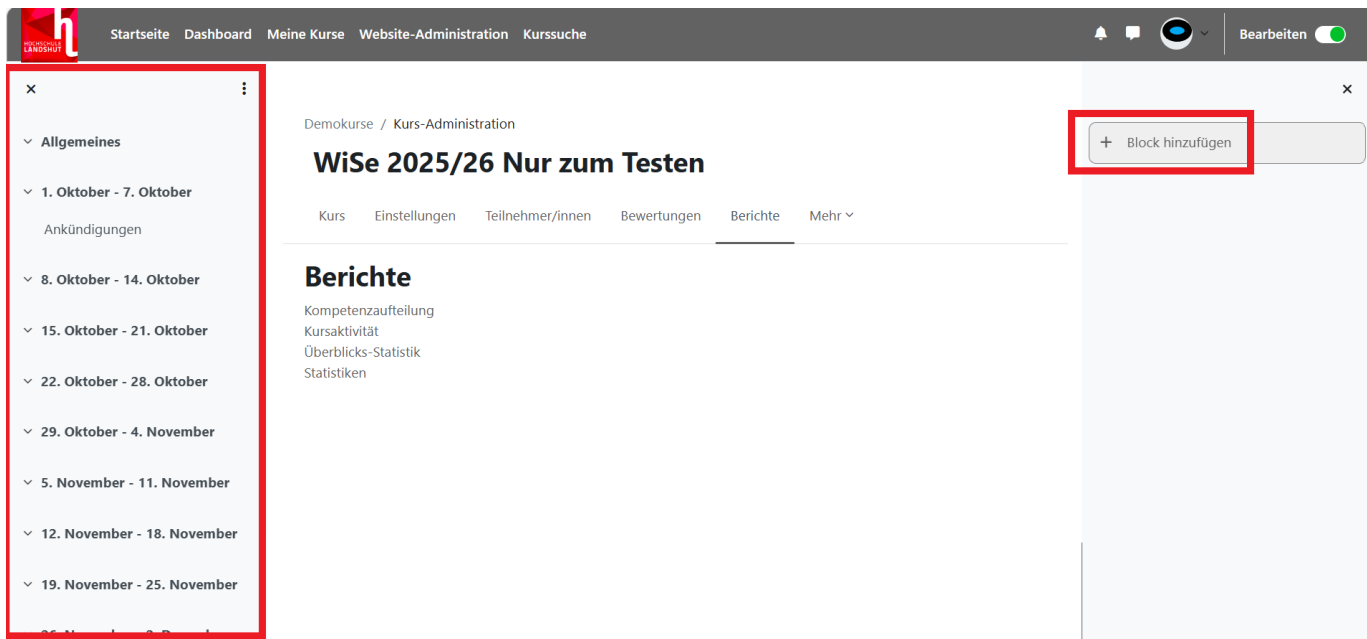 HOCHSCHULE
LANDSHUT
Startseite Dashboard Meine Kurse Website-Administration Kurssuche
Bearbeiten
Allgemeines
1. Oktober - 7. Oktober
Ankündigungen
8. Oktober - 14. Oktober
15. Oktober - 21. Oktober
22. Oktober - 28. Oktober
29. Oktober - 4. November
5. November - 11. November
12. November - 18. November
19. November - 25. November
Demokurse / Kurs-Administration
WiSe 2025/26 Nur zum Testen
Kurs Einstellungen Teilnehmer/innen Bewertungen Berichte Mehr
Berichte
Kompetenzaufteilung
Kursaktivität
Überblicks-Statistik
Statistiken
+ Block hinzufügen